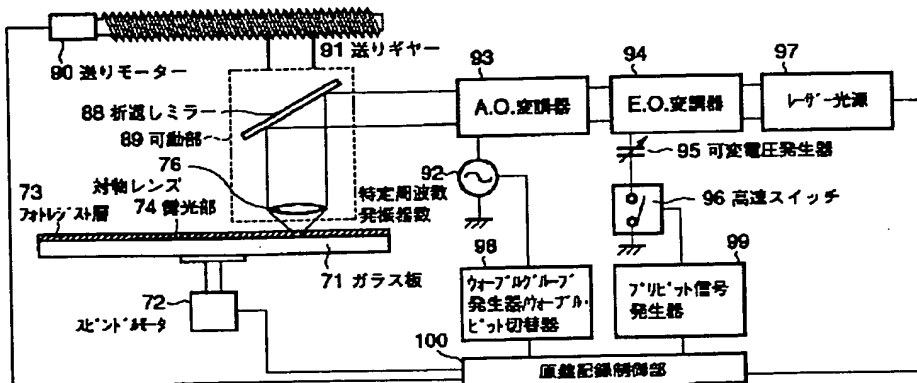 90 送りモーター
91 送りギヤー
93
A.O.変調器
94
E.O.変調器
97
レーザー光源
88 折返しミラー
89 可動部
76
対物レンズ
73
フォトレジスト層
74 露光部
92
特定周波数
発振器数
95 可変電圧発生器
96 高速スイッチ
71 ガラス板
72
スピンドルモータ
98
ウォーブルグルーブ
発生器/ウォーブル・
ピット切替器
99
プリピット信号
発生器
100
原盤記録制御部